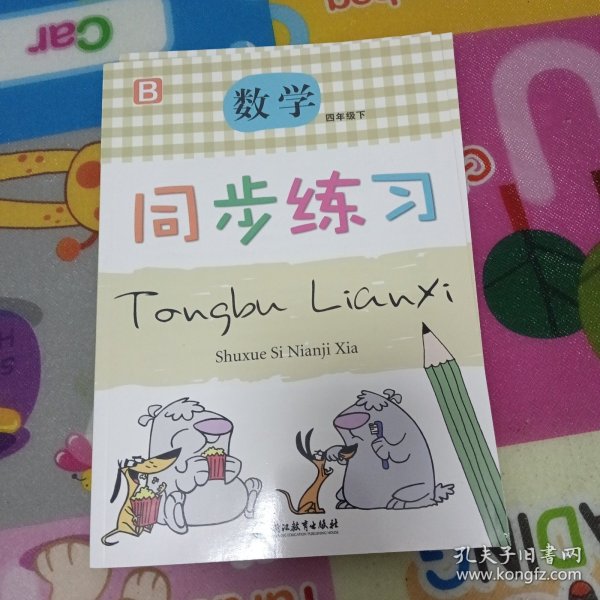 Car
B
数学
四年级下
同步练习
Tongbu Lianxi
Shuxue Si Nianji Xia
浙江教育出版社
孔夫子旧书网
www.kongfz.com